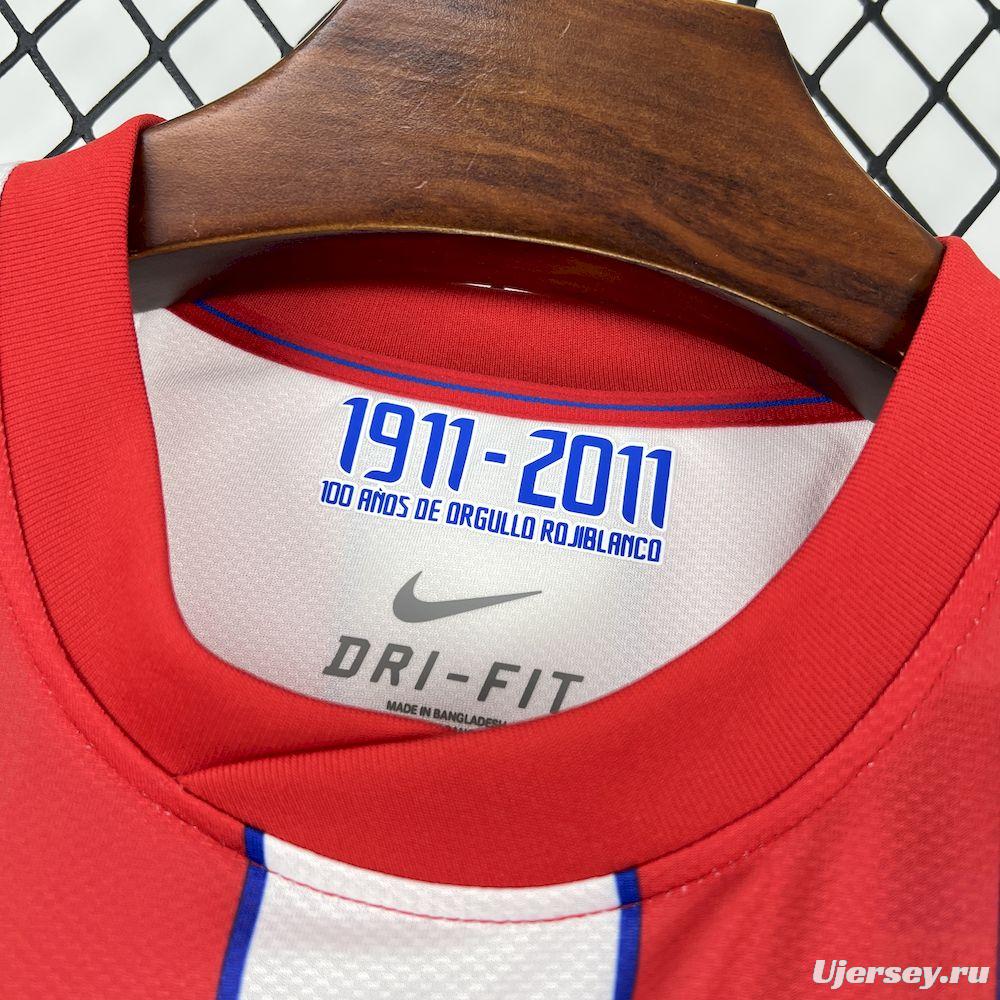 1911-2011
100 AÑOS DE ORGULLO ROJIBLANCO
DRI-FIT
MADE IN BANGLADESH
Ujersey.ru